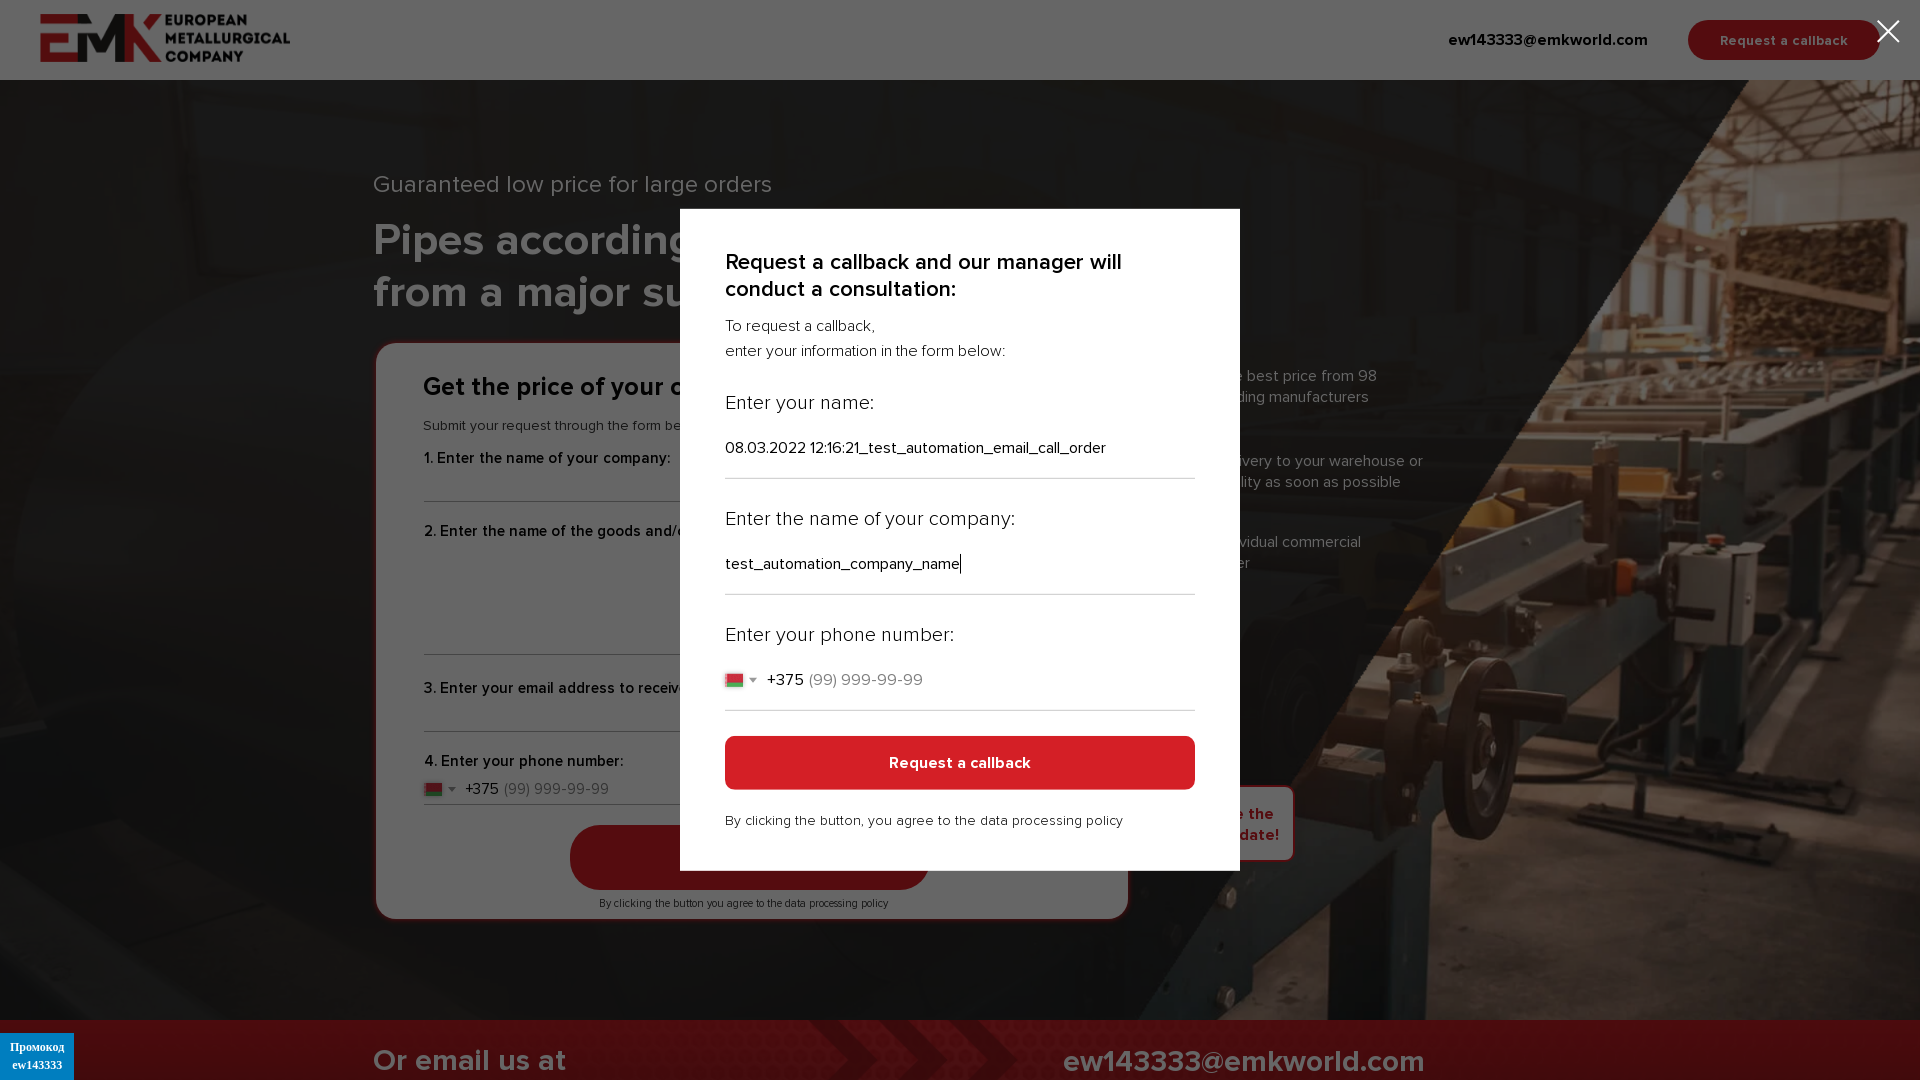 EUROPEAN
METALLURGICAL
COMPANY
EMK
ew143333@emkworld.com
Request a callback
Guaranteed low price for large orders
Pipes according
from a major su
Get the price of your
Submit your request through the form be
1. Enter the name of your company:
2. Enter the name of the goods and/
3. Enter your email address to receive
4. Enter your phone number:
+375 (99) 999-99-99
By clicking the button you agree to the data processing policy
Request a callback and our manager will
conduct a consultation:
To request a callback,
enter your information in the form below:
Enter your name:
08.03.2022 12:16:21_test_automation_email_call_order
Enter the name of your company:
test_automation_company_name
Enter your phone number:
+375 (99) 999-99-99
Request a callback
By clicking the button, you agree to the data processing policy
best price from 98
ding manufacturers
ivery to your warehouse or
lity as soon as possible
vidual commercial
er
e the
date!
Or email us at
ew143333@emkworld.com
Промокод
ew143333